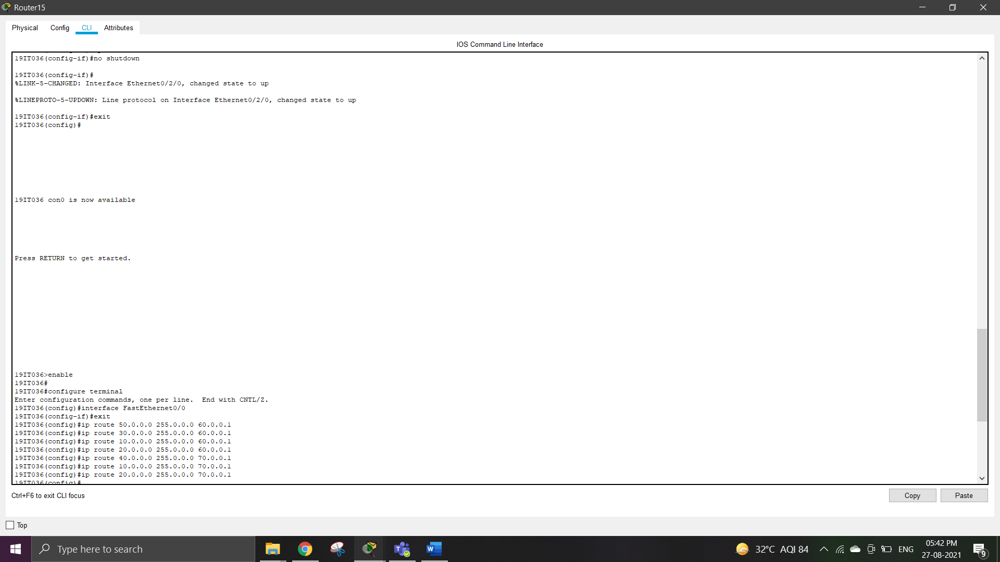 Router15
Physical Config CLI Attributes
IOS Command Line Interface
19IT036(config-if)#no shutdown
19IT036(config-if)#
%LINK-5-CHANGED: Interface Ethernet0/2/0, changed state to up
%LINEPROTO-5-UPDOWN: Line protocol on Interface Ethernet0/2/0, changed state to up
19IT036(config-if)#exit
19IT036(config)#
19IT036 con0 is now available
Press RETURN to get started.
19IT036>enable
19IT036#
19IT036#configure terminal
Enter configuration commands, one per line.  End with CNTL/Z.
19IT036(config)#interface FastEthernet0/0
19IT036(config-if)#exit
19IT036(config)#ip route 50.0.0.0 255.0.0.0 60.0.0.1
19IT036(config)#ip route 30.0.0.0 255.0.0.0 60.0.0.1
19IT036(config)#ip route 10.0.0.0 255.0.0.0 60.0.0.1
19IT036(config)#ip route 20.0.0.0 255.0.0.0 60.0.0.1
19IT036(config)#ip route 40.0.0.0 255.0.0.0 70.0.0.1
19IT036(config)#ip route 10.0.0.0 255.0.0.0 70.0.0.1
19IT036(config)#ip route 20.0.0.0 255.0.0.0 70.0.0.1
19IT036(config)#
Ctrl+F6 to exit CLI focus
Copy Paste
Top
Type here to search
32°C AQI 84
ENG
05:42 PM
27-08-2021
9